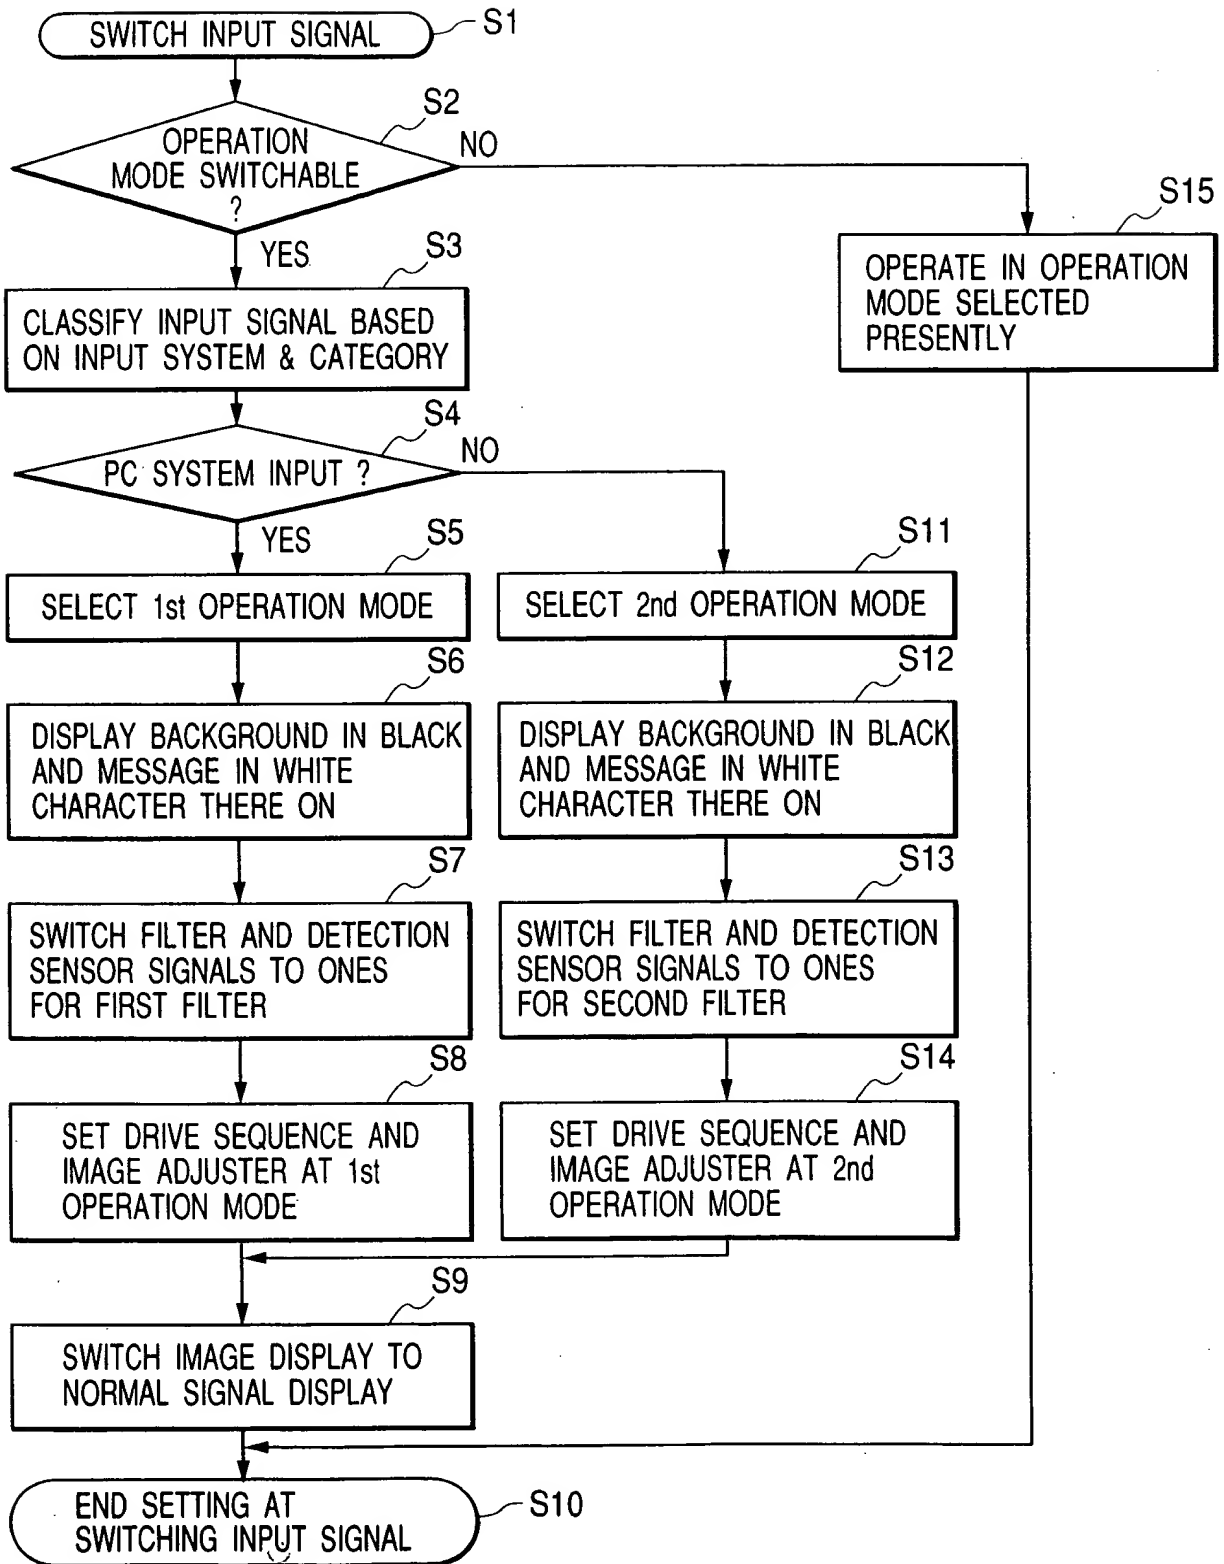 SWITCH INPUT SIGNAL
S1
S2
OPERATION
MODE SWITCHABLE
?
NO
YES
S15
OPERATE IN OPERATION
MODE SELECTED
PRESENTLY
S3
CLASSIFY INPUT SIGNAL BASED
ON INPUT SYSTEM & CATEGORY
S4
PC SYSTEM INPUT ?
NO
YES
S5
SELECT 1st OPERATION MODE
S11
SELECT 2nd OPERATION MODE
S6
DISPLAY BACKGROUND IN BLACK
AND MESSAGE IN WHITE
CHARACTER THERE ON
S12
DISPLAY BACKGROUND IN BLACK
AND MESSAGE IN WHITE
CHARACTER THERE ON
S7
SWITCH FILTER AND DETECTION
SENSOR SIGNALS TO ONES
FOR FIRST FILTER
S13
SWITCH FILTER AND DETECTION
SENSOR SIGNALS TO ONES
FOR SECOND FILTER
S8
SET DRIVE SEQUENCE AND
IMAGE ADJUSTER AT 1st
OPERATION MODE
S14
SET DRIVE SEQUENCE AND
IMAGE ADJUSTER AT 2nd
OPERATION MODE
S9
SWITCH IMAGE DISPLAY TO
NORMAL SIGNAL DISPLAY
END SETTING AT
SWITCHING INPUT SIGNAL
S10